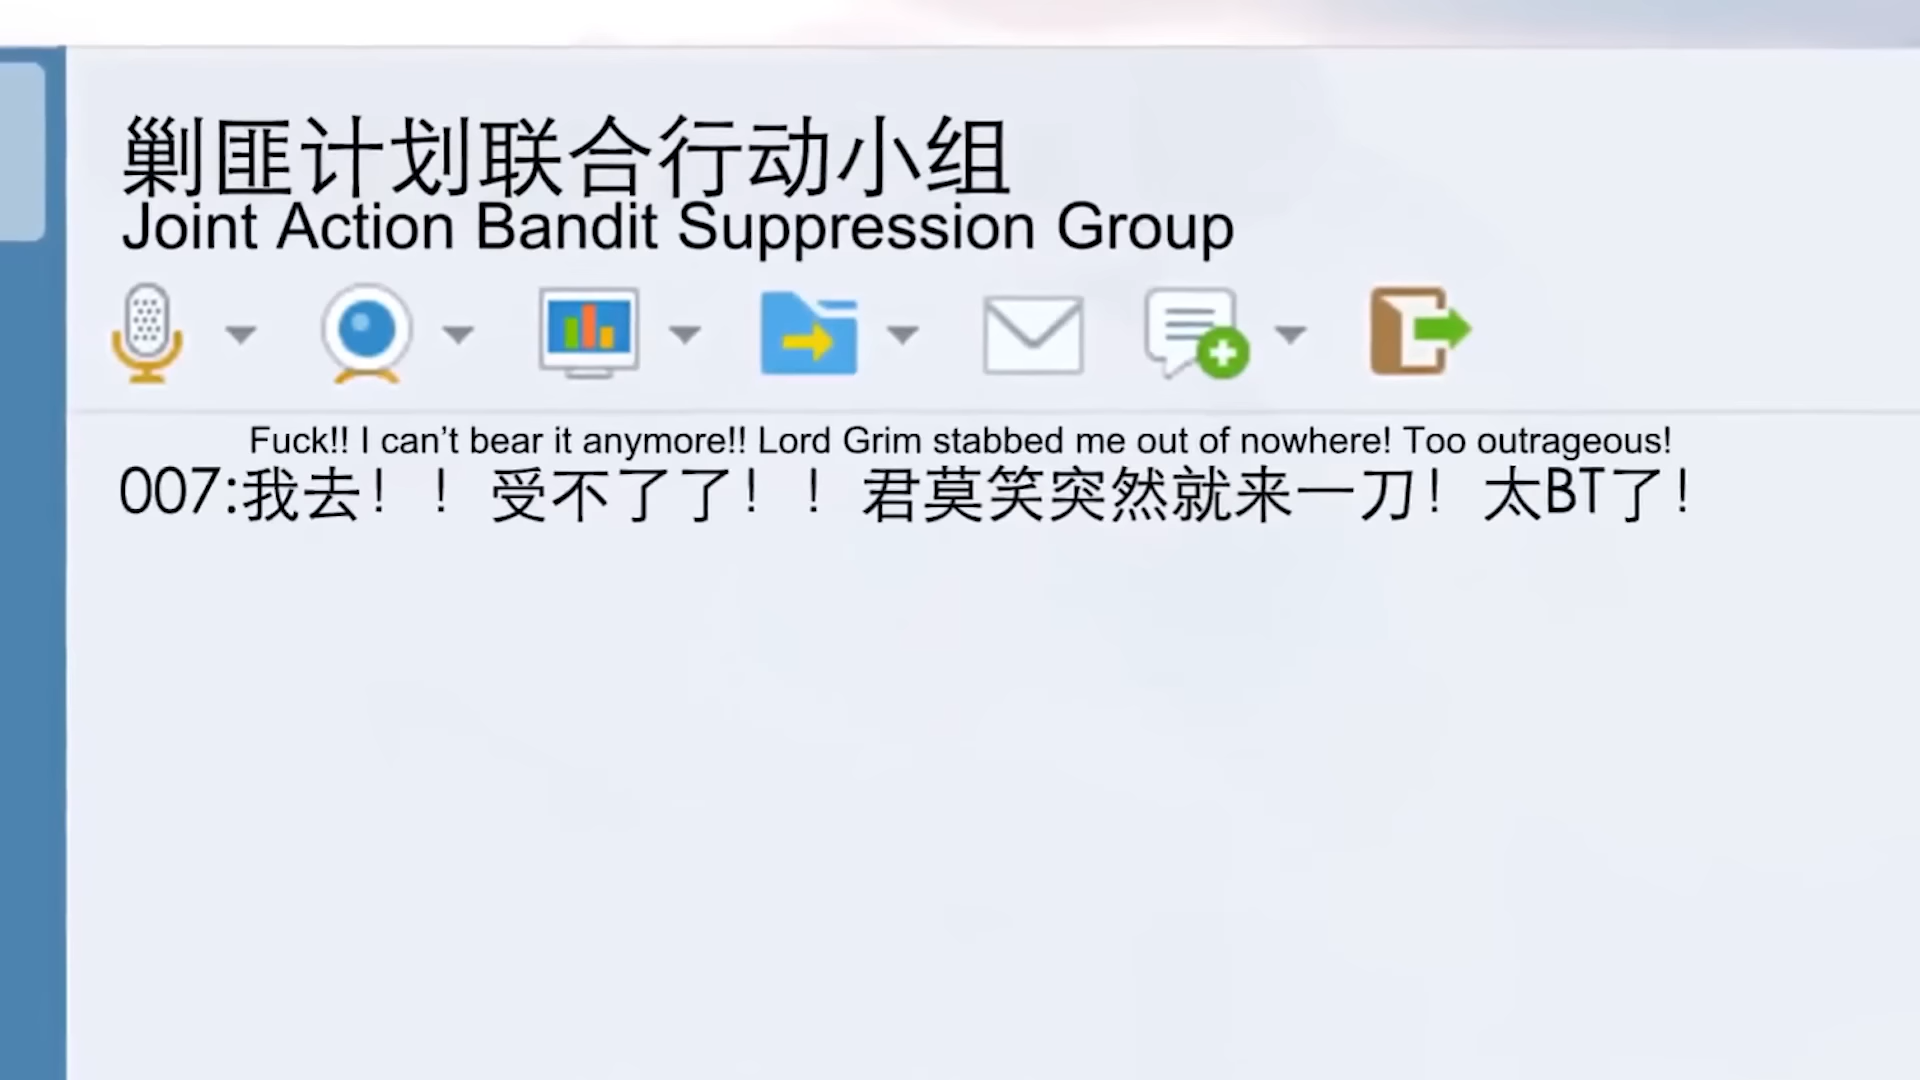 剿匪计划联合行动小组
Joint Action Bandit Suppression Group
Fuck!! I can't bear it anymore!! Lord Grim stabbed me out of nowhere! Too outrageous!
007:我去！！受不了了！！君莫笑突然就来一刀！太BT了！